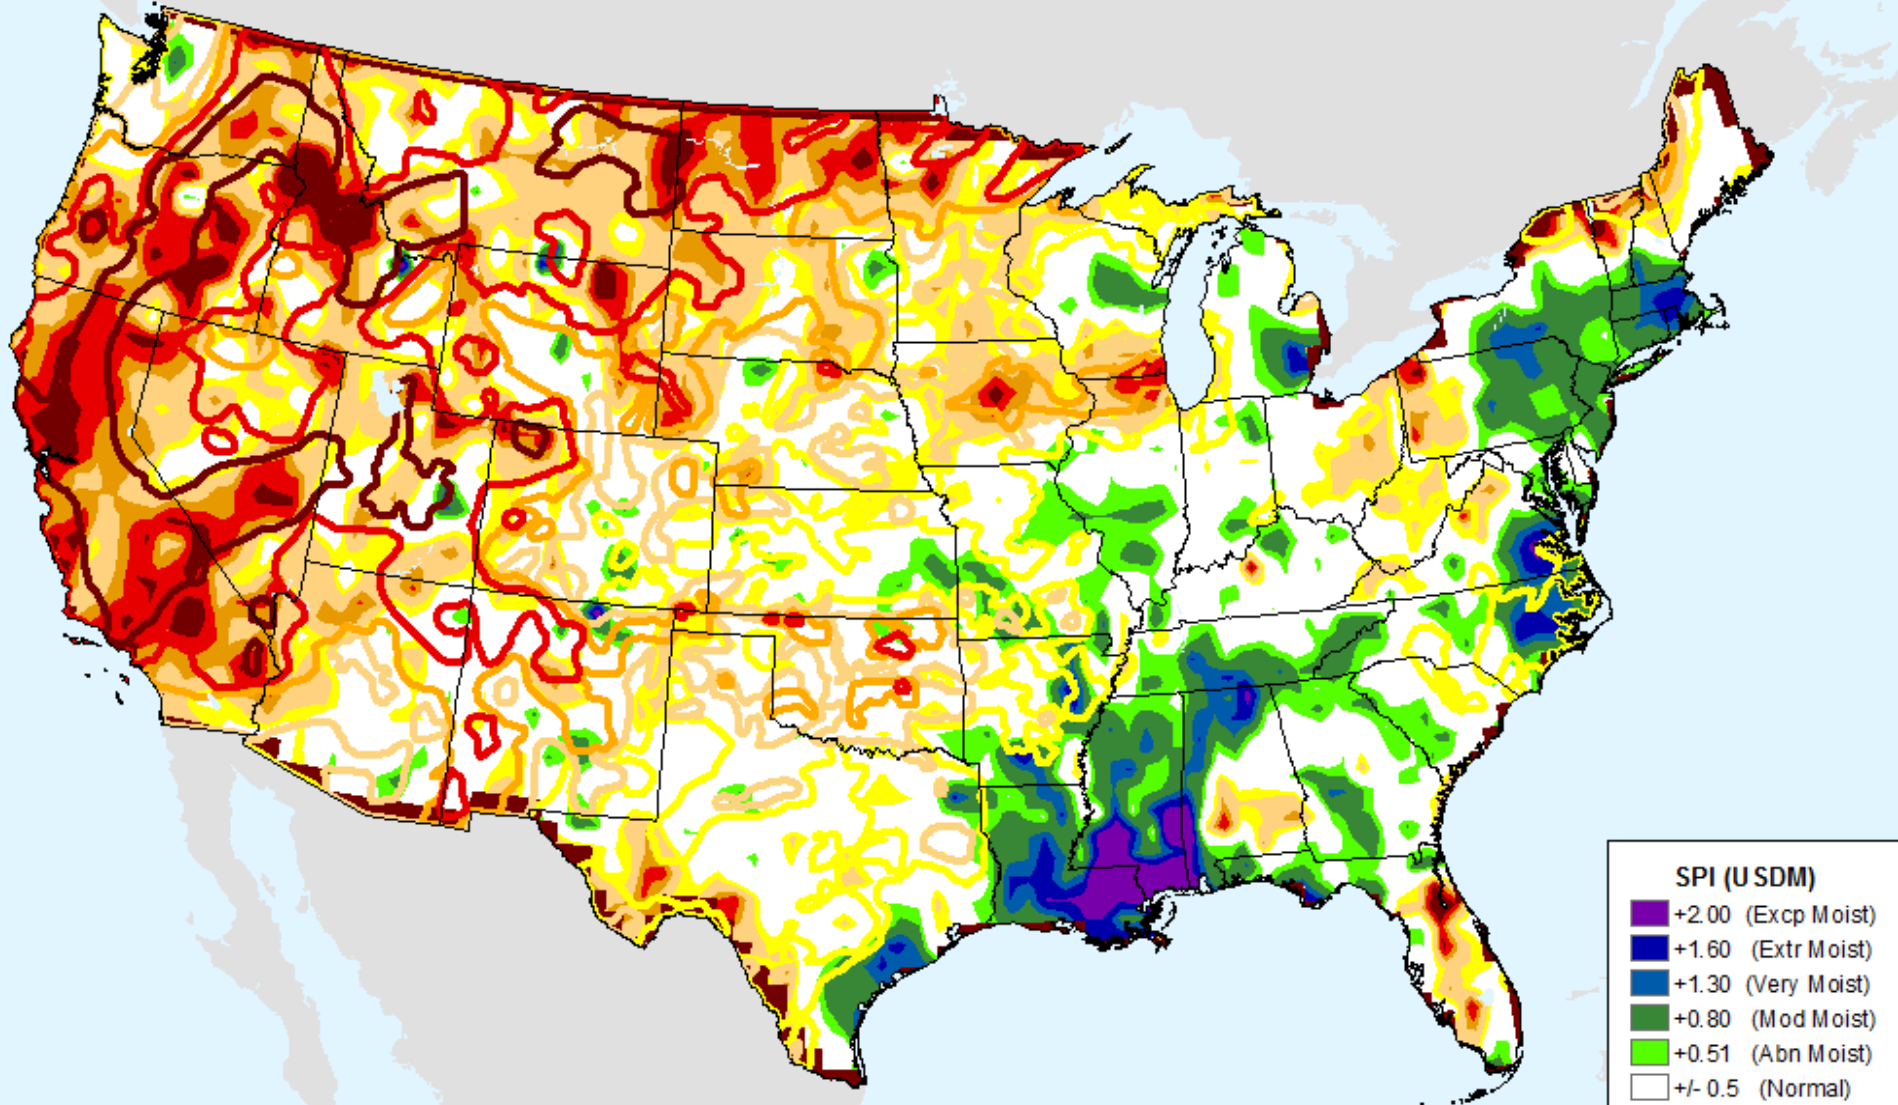 SPI (USDM)
+2.00 (Excp Moist)
+1.60 (Extr Moist)
+1.30 (Very Moist)
+0.80 (Mod Moist)
+0.51 (Abn Moist)
+/- 0.5 (Normal)